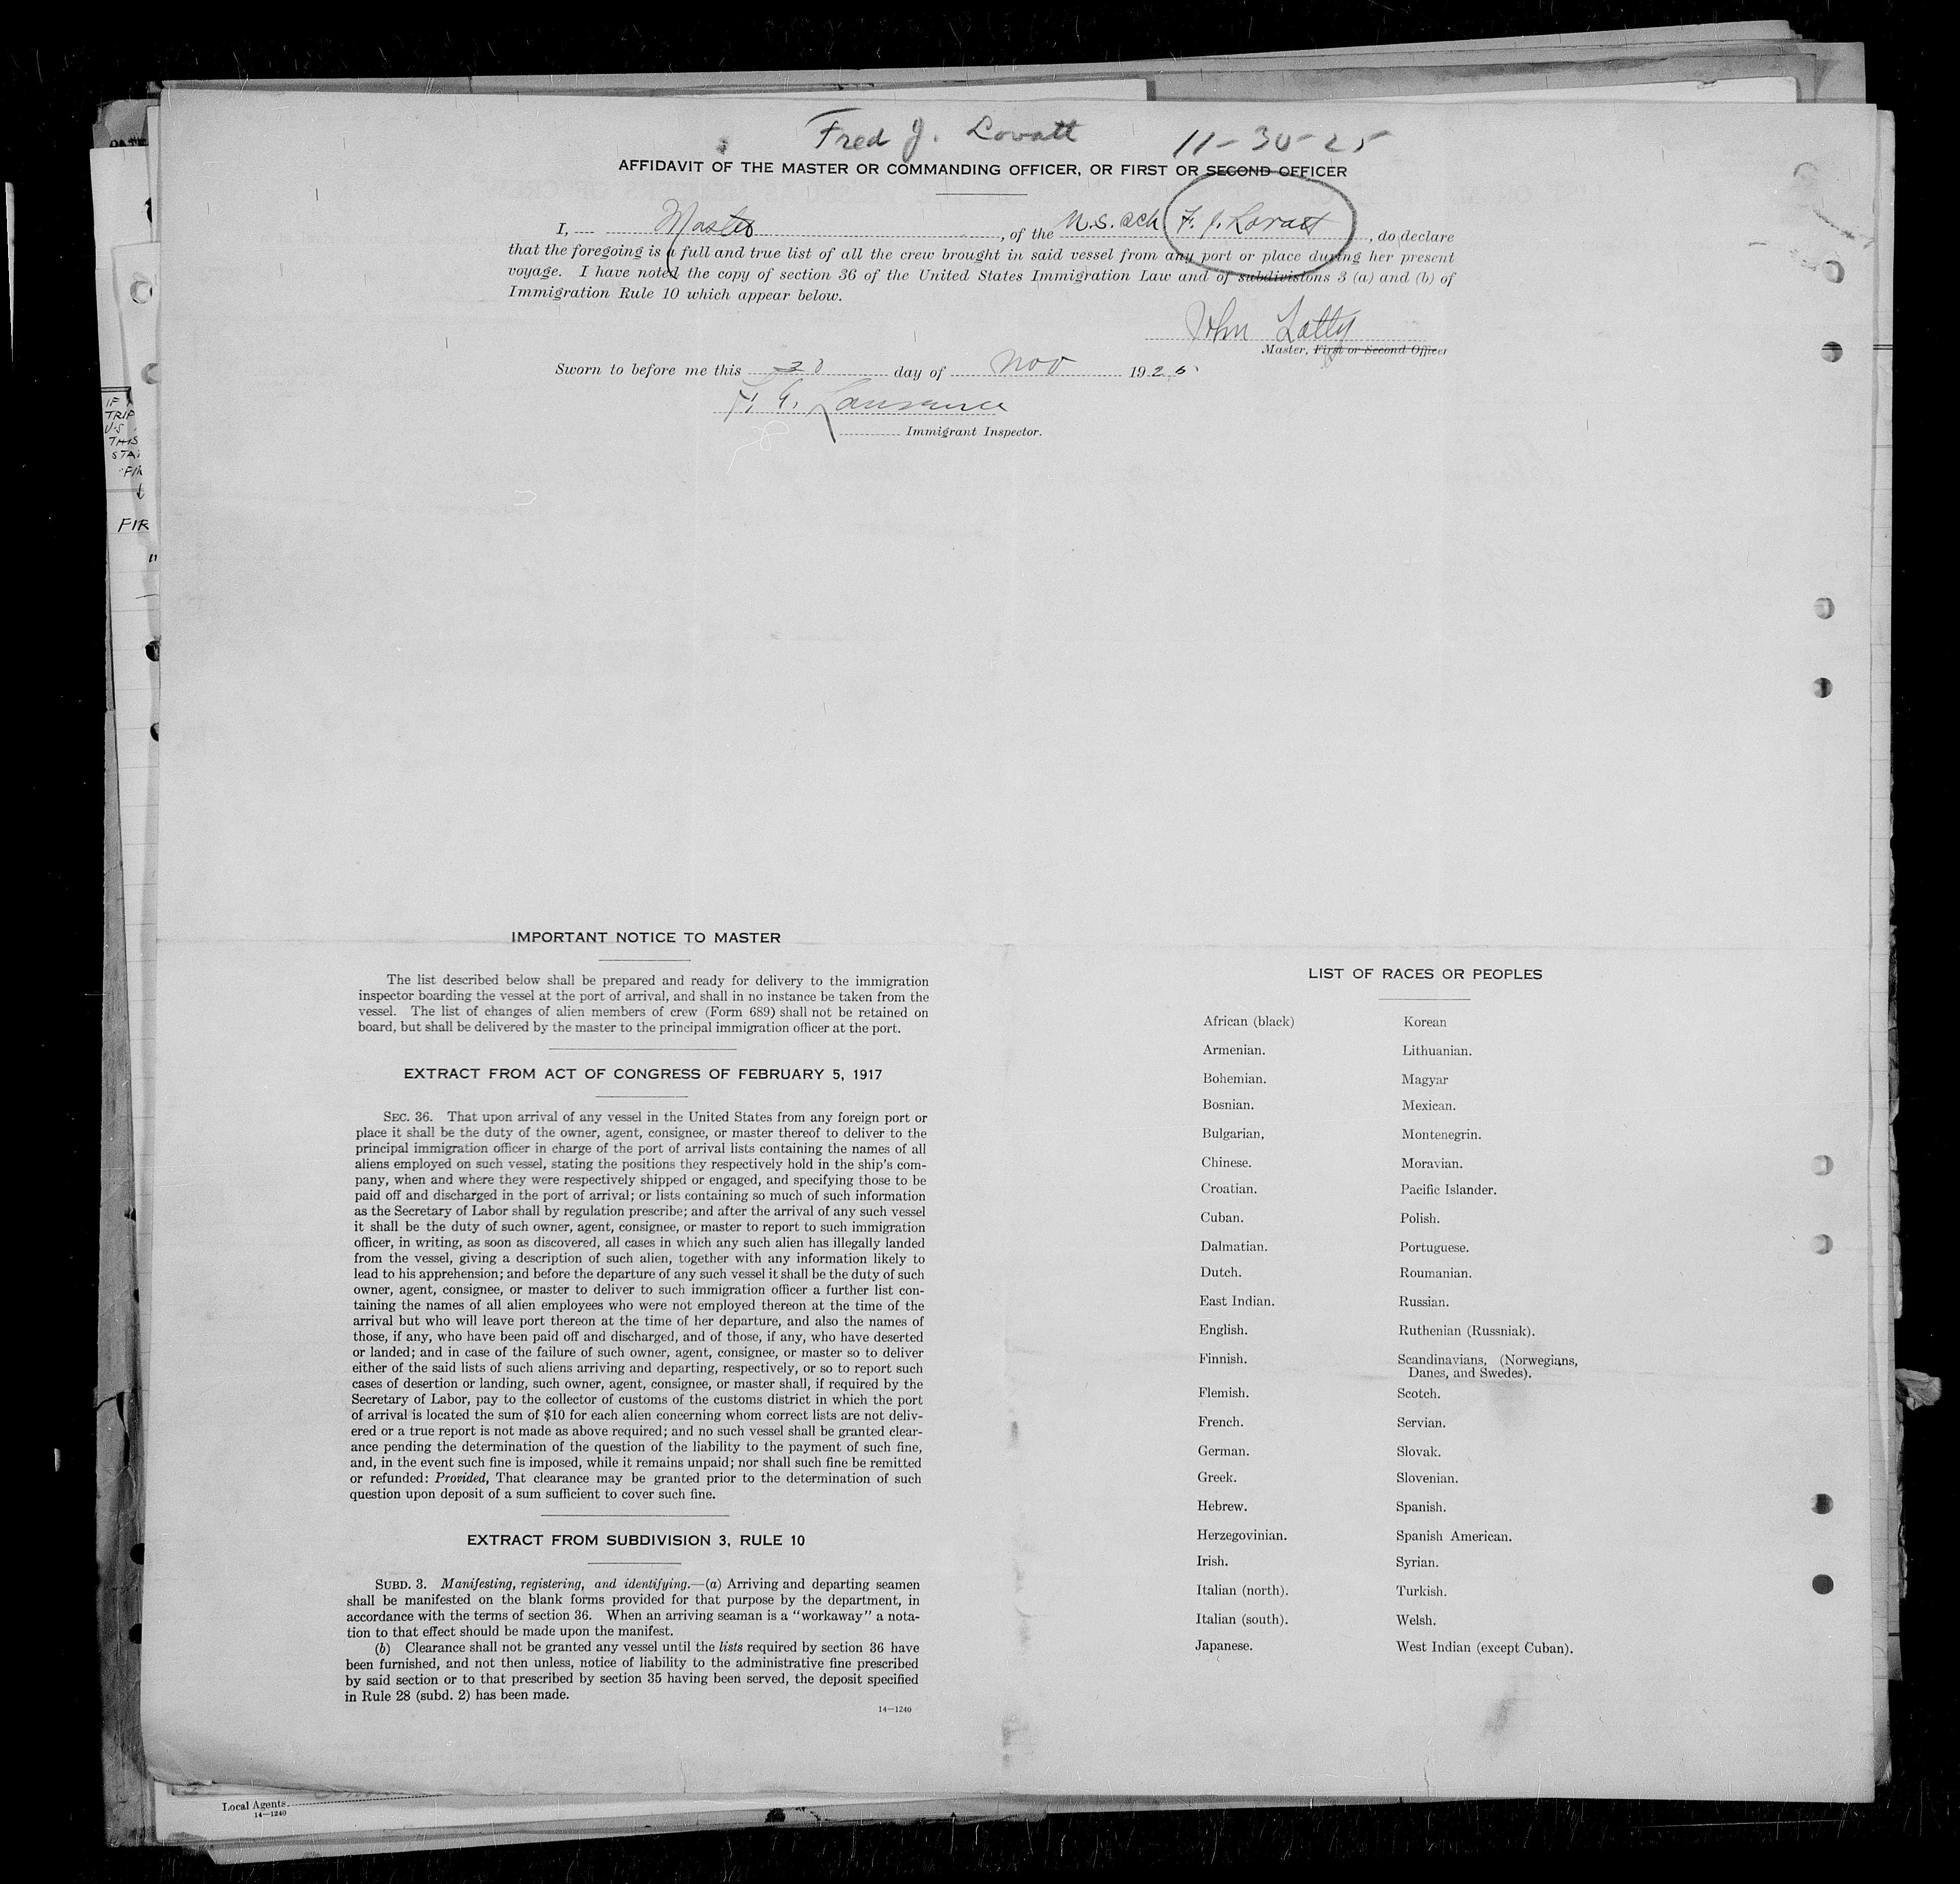 Fred J. Lovatt 11-30-25
AFFIDAVIT OF THE MASTER OR COMMANDING OFFICER, OR FIRST OR SECOND OFFICER
I, Master, of the N.S. Sch F. J. Lovatt, do declare
that the foregoing is a full and true list of all the crew brought in said vessel from any port or place during her present
voyage. I have noted the copy of section 36 of the United States Immigration Law and of subdivisions 3 (a) and (b) of
Immigration Rule 10 which appear below.
John Latty
Master, First or Second Officer
Sworn to before me this 30 day of Nov 1925
Immigrant Inspector.
IF
TRIP
U.S.
THIS
STA
FIR
IMPORTANT NOTICE TO MASTER
The list described below shall be prepared and ready for delivery to the immigration
inspector boarding the vessel at the port of arrival, and shall in no instance be taken from the
vessel. The list of changes of alien members of crew (Form 689) shall not be retained on
board, but shall be delivered by the master to the principal immigration officer at the port.
EXTRACT FROM ACT OF CONGRESS OF FEBRUARY 5, 1917
SEC. 36. That upon arrival of any vessel in the United States from any foreign port or
place it shall be the duty of the owner, agent, consignee, or master thereof to deliver to the
principal immigration officer in charge of the port of arrival lists containing the names of all
aliens employed on such vessel, stating the positions they respectively hold in the ship's com-
pany, when and where they were respectively shipped or engaged, and specifying those to be
paid off and discharged in the port of arrival; or lists containing so much of such information
as the Secretary of Labor shall by regulation prescribe; and after the arrival of any such vessel
it shall be the duty of such owner, agent, consignee, or master to report to such immigration
officer, in writing, as soon as discovered, all cases in which any such alien has illegally landed
from the vessel, giving a description of such alien, together with any information likely to
lead to his apprehension; and before the departure of any such vessel it shall be the duty of such
owner, agent, consignee, or master to deliver to such immigration officer a further list con-
taining the names of all alien employees who were not employed thereon at the time of the
arrival but who will leave port thereon at the time of her departure, and also the names of
those, if any, who have been paid off and discharged, and of those, if any, who have deserted
or landed; and in case of the failure of such owner, agent, consignee, or master so to deliver
either of the said lists of such aliens arriving and departing, respectively, or so to report such
cases of desertion or landing, such owner, agent, consignee, or master shall, if required by the
Secretary of Labor, pay to the collector of customs of the customs district in which the port
of arrival is located the sum of $10 for each alien concerning whom correct lists are not deliv-
ered or a true report is not made as above required; and no such vessel shall be granted clear-
ance pending the determination of the question of the liability to the payment of such fine,
and, in the event such fine is imposed, while it remains unpaid; nor shall such fine be remitted
or refunded: Provided, That clearance may be granted prior to the determination of such
question upon deposit of a sum sufficient to cover such fine.
EXTRACT FROM SUBDIVISION 3, RULE 10
SUBD. 3. Manifesting, registering, and identifying.—(a) Arriving and departing seamen
shall be manifested on the blank forms provided for that purpose by the department, in
accordance with the terms of section 36. When an arriving seaman is a "workaway" a nota-
tion to that effect should be made upon the manifest.
(b) Clearance shall not be granted any vessel until the lists required by section 36 have
been furnished, and not then unless, notice of liability to the administrative fine prescribed
by said section or to that prescribed by section 35 having been served, the deposit specified
in Rule 28 (subd. 2) has been made.
14—1240
LIST OF RACES OR PEOPLES
African (black) Korean
Armenian. Lithuanian.
Bohemian. Magyar
Bosnian. Mexican.
Bulgarian, Montenegrin.
Chinese. Moravian.
Croatian. Pacific Islander.
Cuban. Polish.
Dalmatian. Portuguese.
Dutch. Roumanian.
East Indian. Russian.
English. Ruthenian (Russniak).
Finnish. Scandinavians, (Norwegians,
Danes, and Swedes).
Flemish. Scotch.
French. Servian.
German. Slovak.
Greek. Slovenian.
Hebrew. Spanish.
Herzegovinian. Spanish American.
Irish. Syrian.
Italian (north). Turkish.
Italian (south). Welsh.
Japanese. West Indian (except Cuban).
Local Agents
14—1240